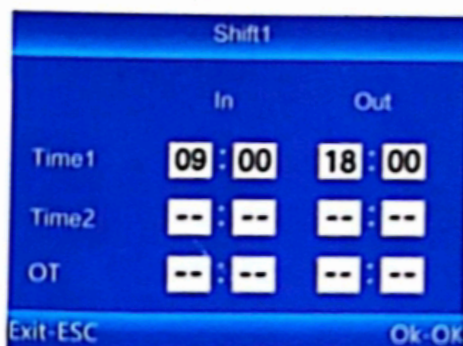 Shift1
In Out
Time1 09:00 18:00
Time2 --:-- --:--
OT --:-- --:--
Exit-ESC Ok-OK